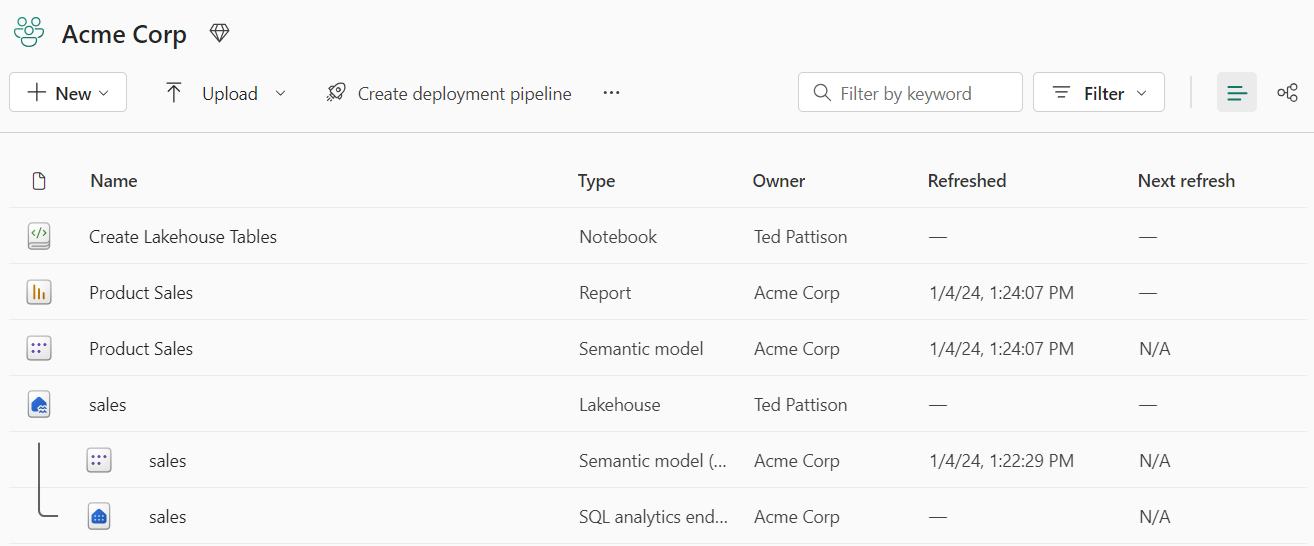 Acme Corp
New Upload Create deployment pipeline ... Filter by keyword Filter
Name Type Owner Refreshed Next refresh
Create Lakehouse Tables Notebook Ted Pattison — —
Product Sales Report Acme Corp 1/4/24, 1:24:07 PM —
Product Sales Semantic model Acme Corp 1/4/24, 1:24:07 PM N/A
sales Lakehouse Ted Pattison — —
sales Semantic model (... Acme Corp 1/4/24, 1:22:29 PM N/A
sales SQL analytics end... Acme Corp — N/A